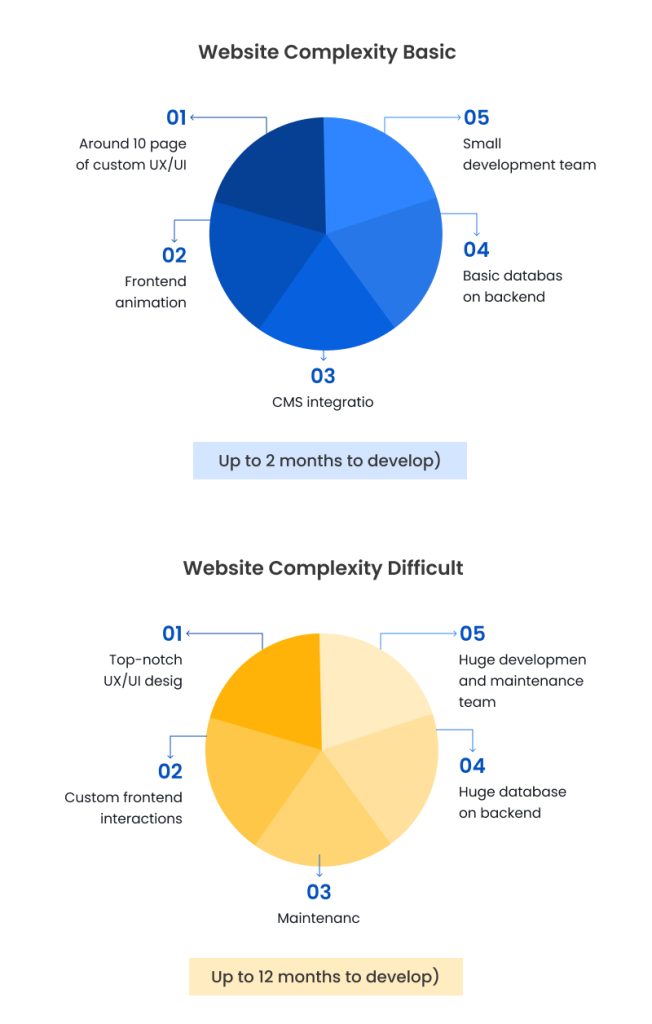 Website Complexity Basic
01
Around 10 page
of custom UX/UI
02
Frontend
animation
03
CMS integratio
04
Basic databas
on backend
05
Small
development team
Up to 2 months to develop)
Website Complexity Difficult
01
Top-notch
UX/UI desig
02
Custom frontend
interactions
03
Maintenanc
04
Huge database
on backend
05
Huge developmen
and maintenance
team
Up to 12 months to develop)